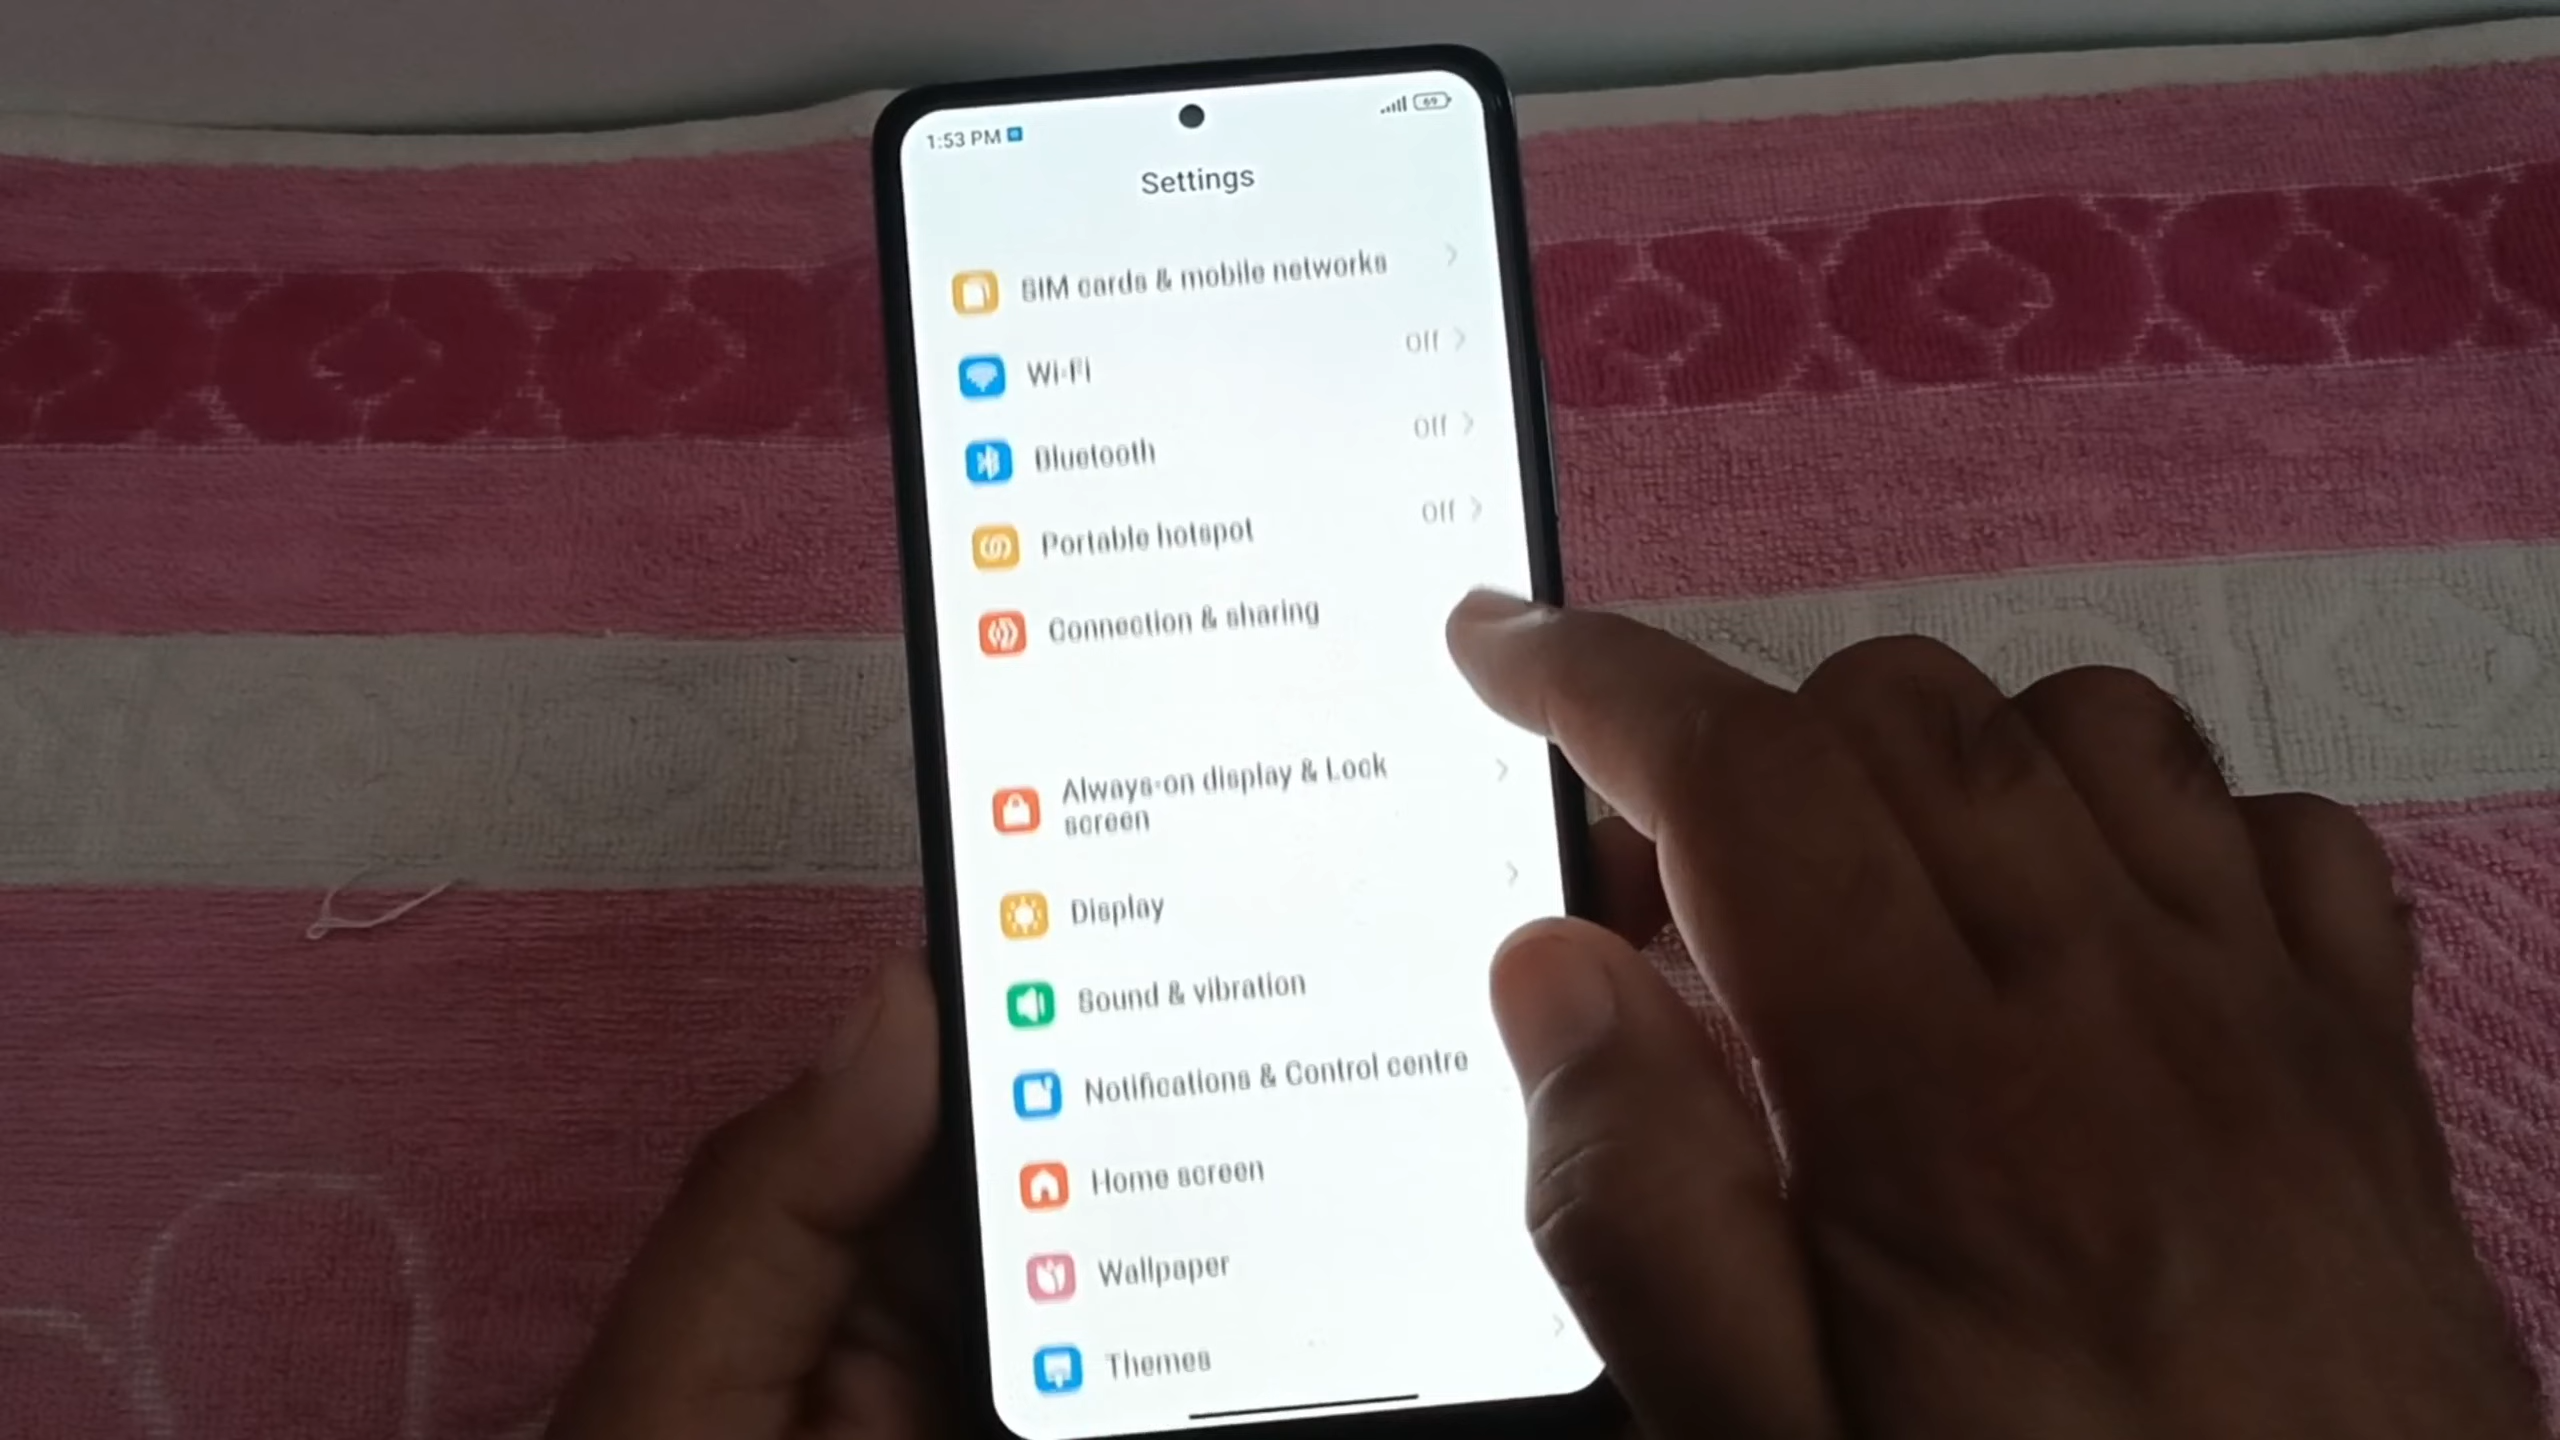 1:53 PM
69
Settings
SIM cards & mobile networks
Wi-Fi
Off
Bluetooth
Off
Portable hotspot
Off
Connection & sharing
Always-on display & Lock
screen
Display
Sound & vibration
Notifications & Control centre
Home screen
Wallpaper
Themes